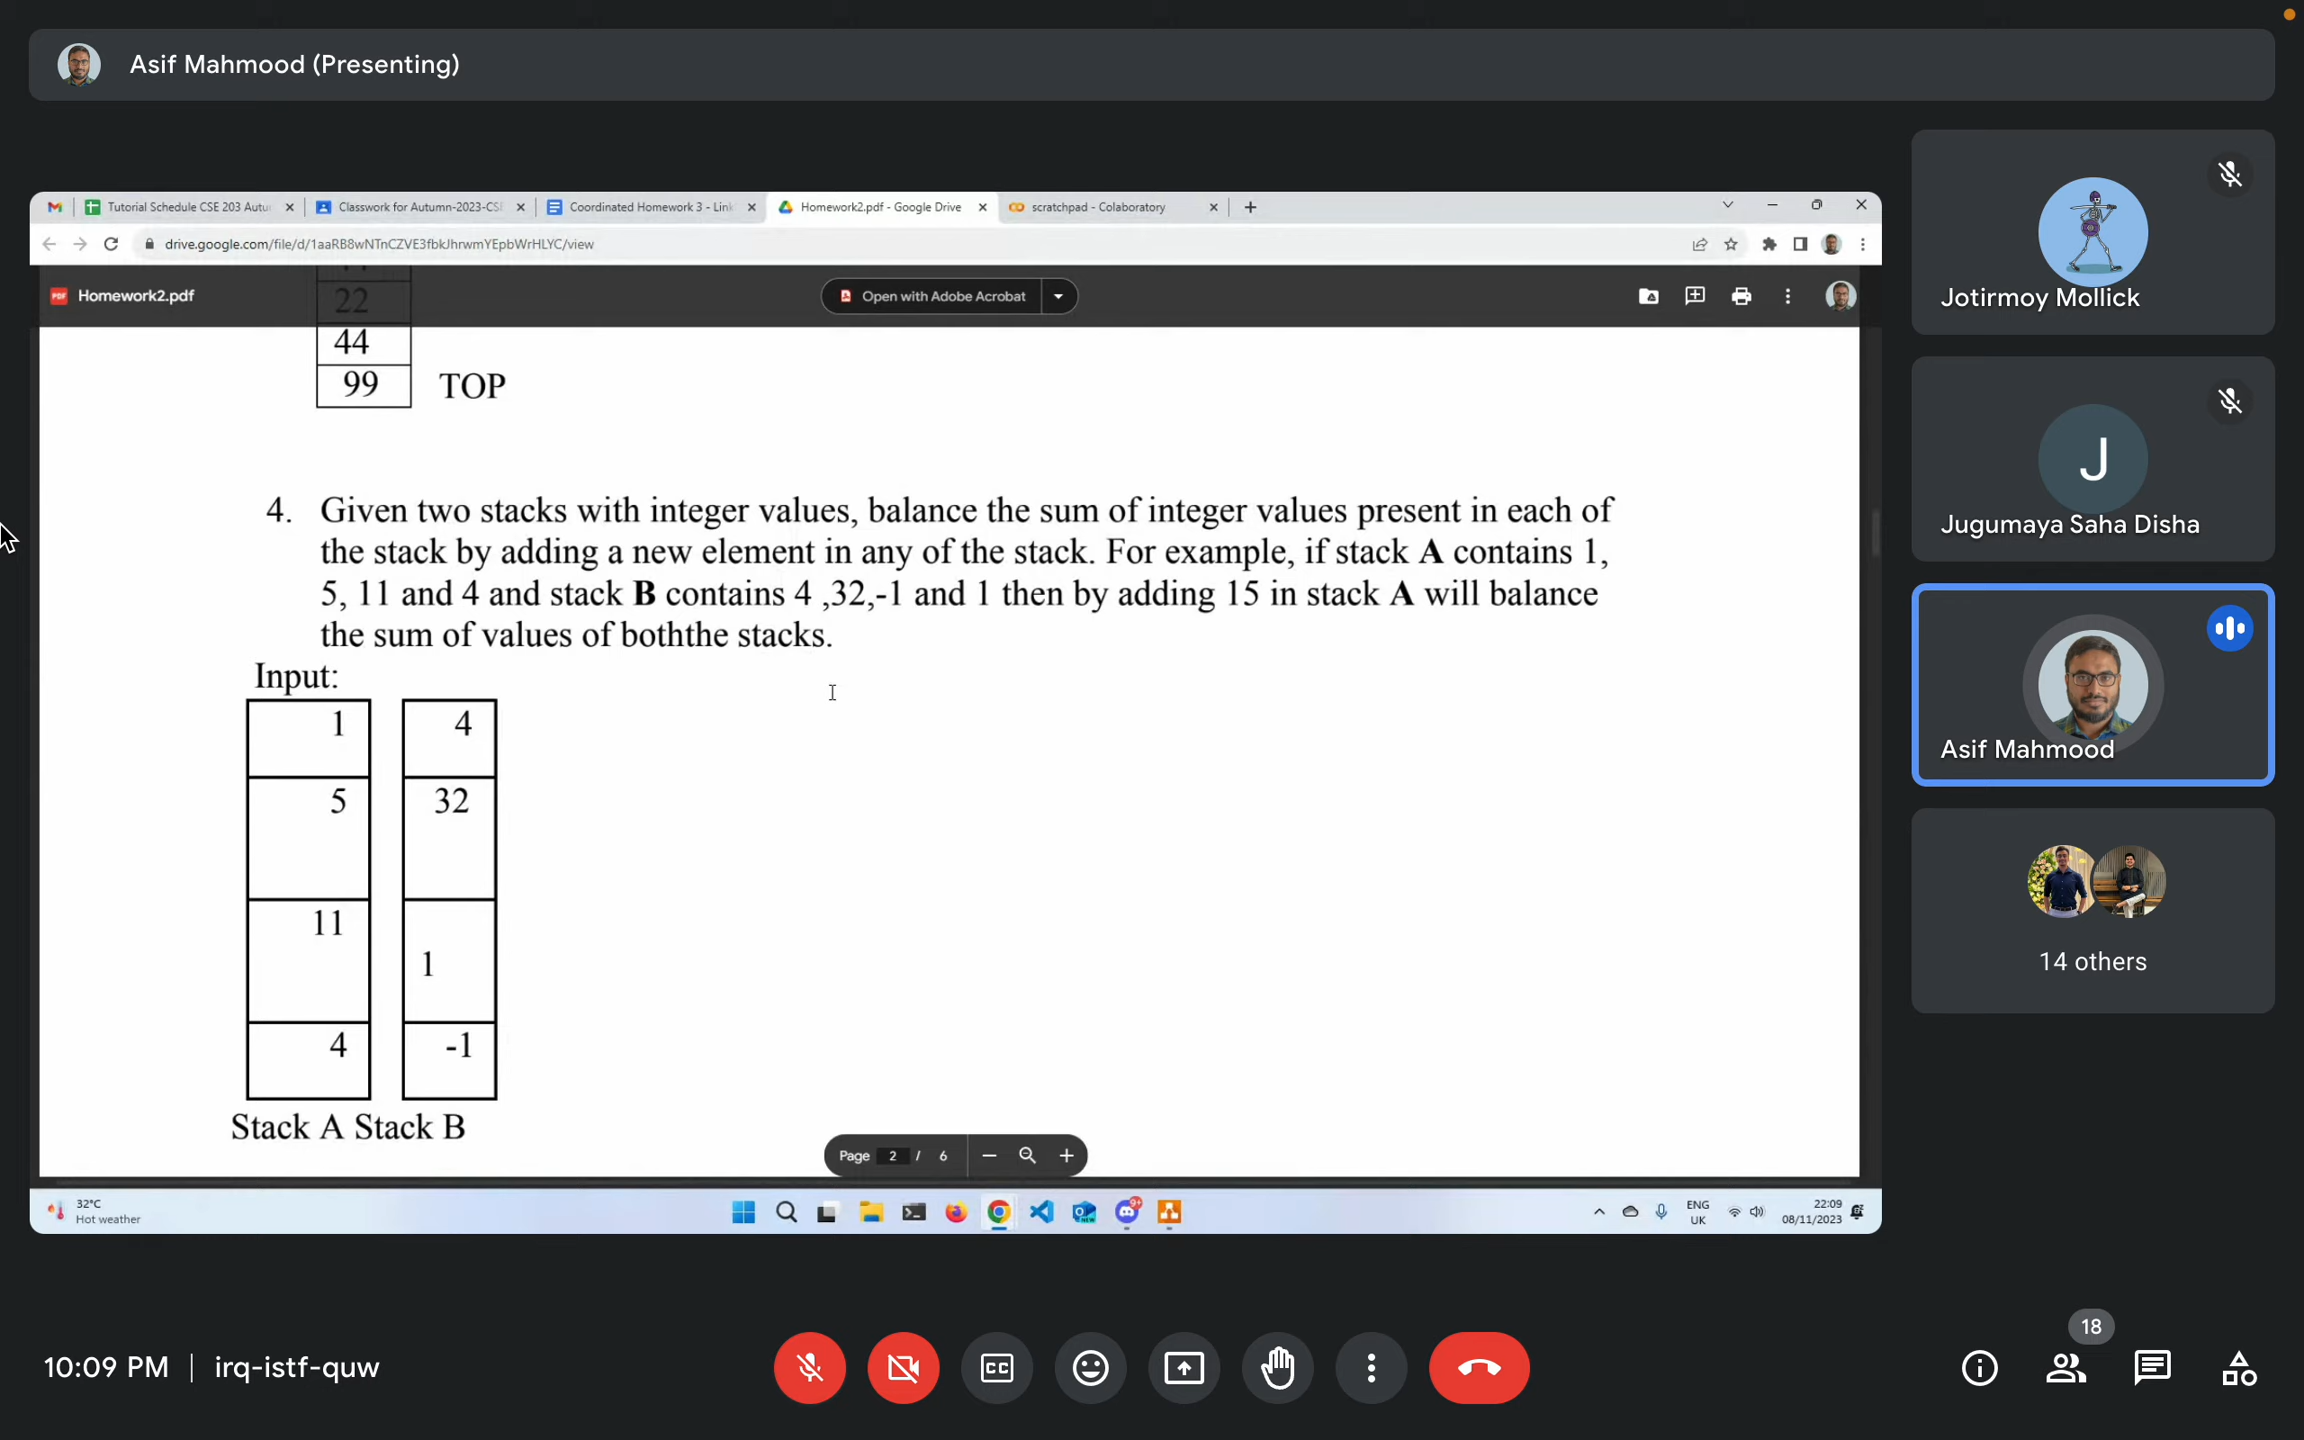 Asif Mahmood (Presenting)
Tutorial Schedule CSE 203 Autu
Classwork for Autumn-2023-CS
Coordinated Homework 3 - Link
Homework2.pdf - Google Drive
scratchpad - Colaboratory
drive.google.com/file/d/1aaRB8wNTnCZVE3fbkJhrwmYEpbWrHLYC/view
PDF Homework2.pdf
Open with Adobe Acrobat
22
44
99 TOP
4. Given two stacks with integer values, balance the sum of integer values present in each of
the stack by adding a new element in any of the stack. For example, if stack A contains 1,
5, 11 and 4 and stack B contains 4 ,32,-1 and 1 then by adding 15 in stack A will balance
the sum of values of boththe stacks.
Input:
1 4
5 32
11
1
4 -1
Stack A Stack B
Page 2 / 6
32°C
Hot weather
ENG
UK
22:09
08/11/2023
Jotirmoy Mollick
J
Jugumaya Saha Disha
Asif Mahmood
14 others
10:09 PM | irq-istf-quw
CC
18